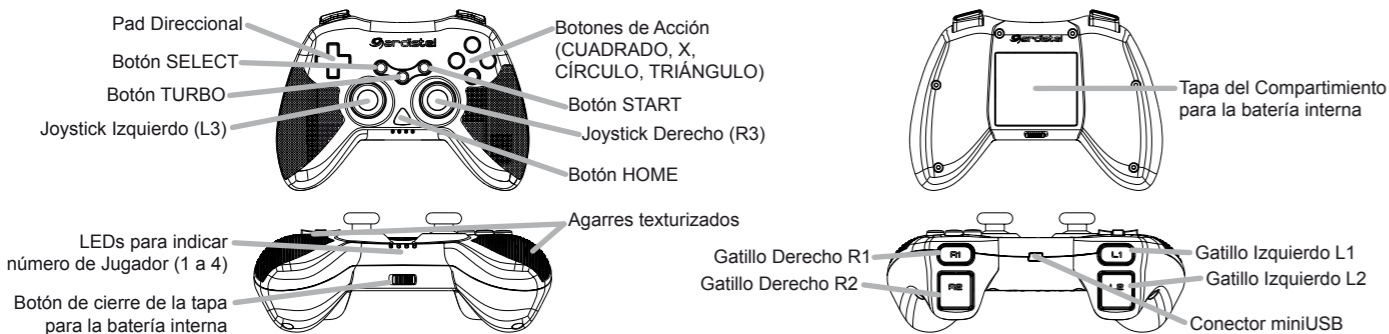 Pad Direccional
Botón SELECT
Botón TURBO
Joystick Izquierdo (L3)
Botones de Acción
(CUADRADO, X,
CÍRCULO, TRIÁNGULO)
Botón START
Joystick Derecho (R3)
Botón HOME
Tapa del Compartimiento
para la batería interna
LEDs para indicar
número de Jugador (1 a 4)
Botón de cierre de la tapa
para la batería interna
Agarres texturizados
Gatillo Derecho R1
Gatillo Derecho R2
R1
R2
L1
L2
Gatillo Izquierdo L1
Gatillo Izquierdo L2
Conector miniUSB